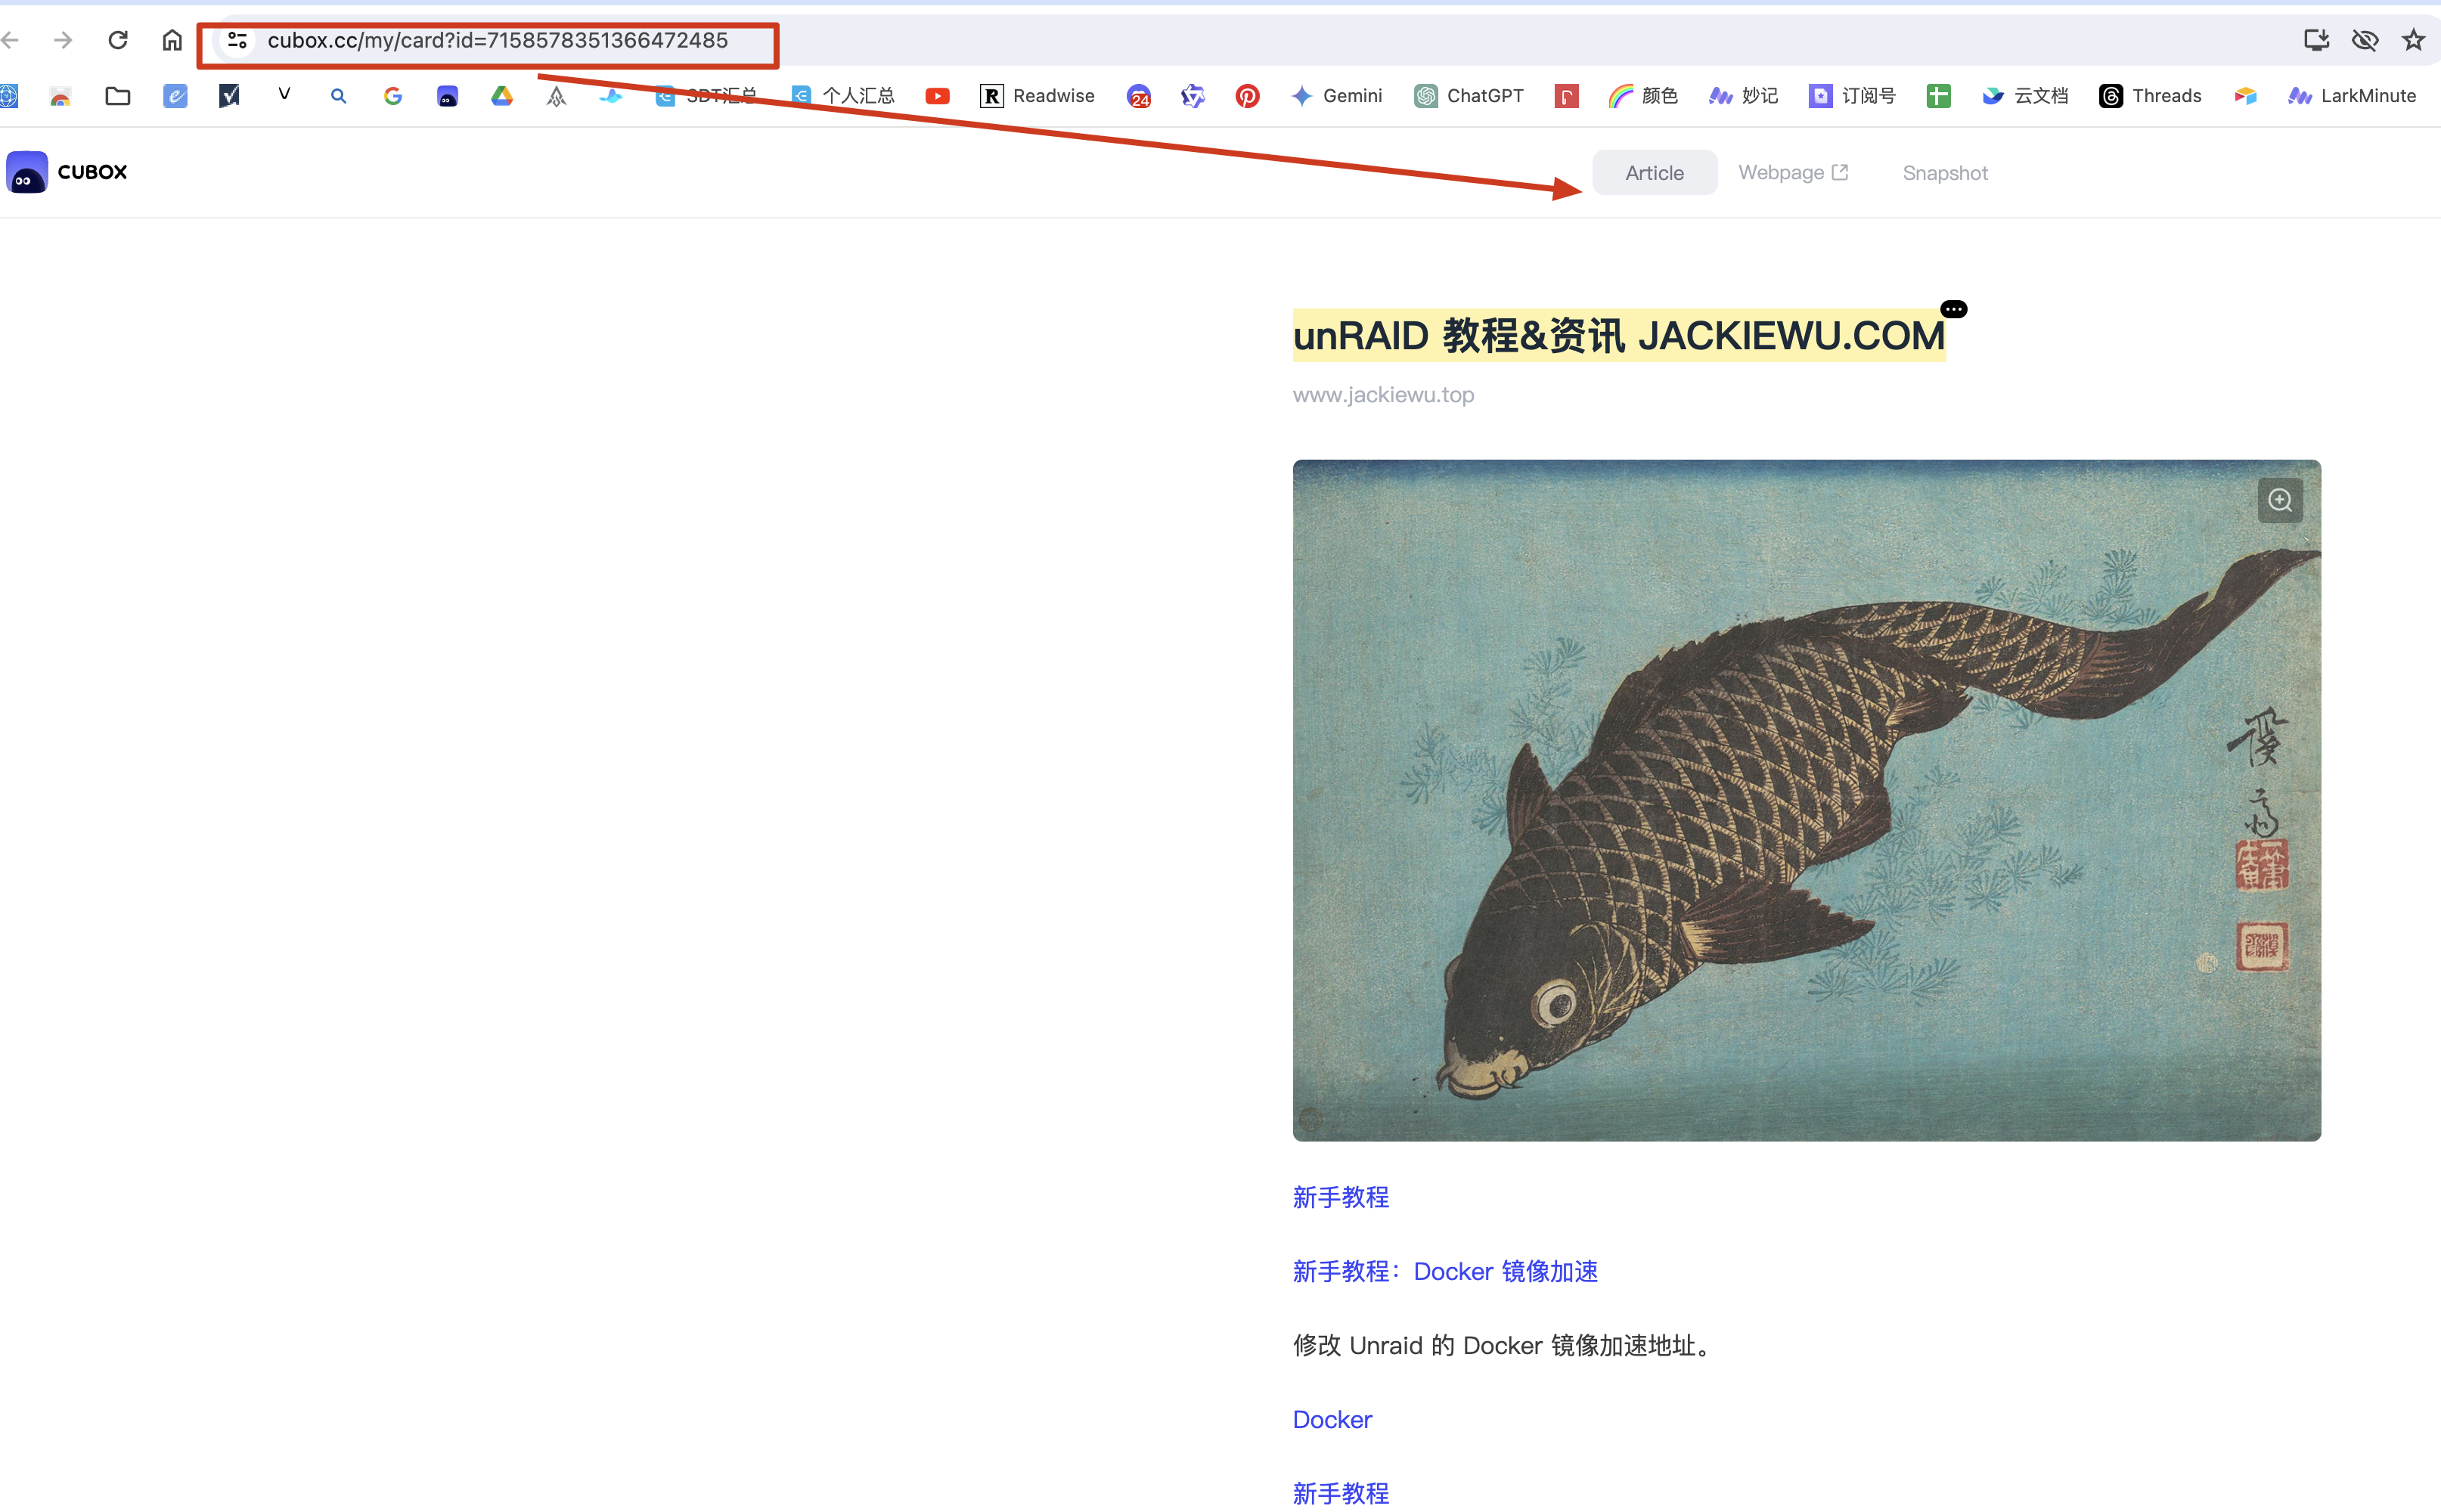 cubox.cc/my/card?id=7158578351366472485
V
SDT汇总
个人汇总
R
Readwise
24
Gemini
ChatGPT
颜色
妙记
订阅号
云文档
Threads
LarkMinute
CUBOX
Article
Webpage
Snapshot
unRAID 教程&资讯 JACKIEWU.COM
www.jackiewu.top
新手教程
新手教程：Docker 镜像加速
修改 Unraid 的 Docker 镜像加速地址。
Docker
新手教程